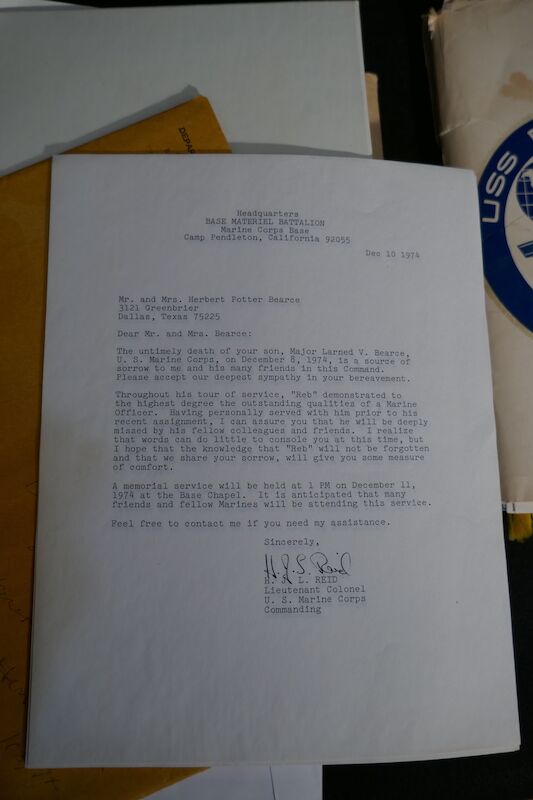 Headquarters
BASE MATERIEL BATTALION
Marine Corps Base
Camp Pendleton, California 92055
Dec 10 1974
Mr. and Mrs. Herbert Potter Bearce
3121 Greenbrier
Dallas, Texas 75225
Dear Mr. and Mrs. Bearce:
The untimely death of your son, Major Larned V. Bearce,
U. S. Marine Corps, on December 8, 1974, is a source of
sorrow to me and his many friends in this Command.
Please accept our deepest sympathy in your bereavement.
Throughout his tour of service, "Reb" demonstrated to
the highest degree the outstanding qualities of a Marine
Officer. Having personally served with him prior to his
recent assignment, I can assure you that he will be deeply
missed by his fellow colleagues and friends. I realize
that words can do little to console you at this time, but
I hope that the knowledge that "Reb" will not be forgotten
and that we share your sorrow, will give you some measure
of comfort.
A memorial service will be held at 1 PM on December 11,
1974 at the Base Chapel. It is anticipated that many
friends and fellow Marines will be attending this service.
Feel free to contact me if you need my assistance.
Sincerely,
L. REID
Lieutenant Colonel
U. S. Marine Corps
Commanding
USS